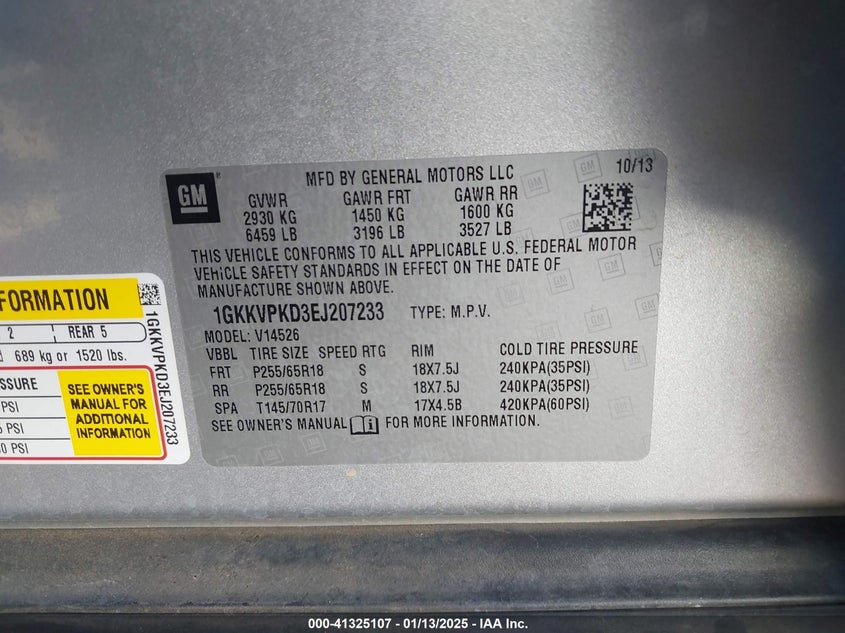 GM
MFD BY GENERAL MOTORS LLC
10/13
GVWR GAWR FRT GAWR RR
2930 KG 1450 KG 1600 KG
6459 LB 3196 LB 3527 LB
THIS VEHICLE CONFORMS TO ALL APPLICABLE U.S. FEDERAL MOTOR
VEHICLE SAFETY STANDARDS IN EFFECT ON THE DATE OF
MANUFACTURE SHOWN ABOVE.
1GKKVPKD3EJ207233 TYPE: M.P.V.
MODEL: V14526
VBBL TIRE SIZE SPEED RTG RIM COLD TIRE PRESSURE
FRT P255/65R18 S 18X7.5J 240KPA(35PSI)
RR P255/65R18 S 18X7.5J 240KPA(35PSI)
SPA T145/70R17 M 17X4.5B 420KPA(60PSI)
SEE OWNER'S MANUAL FOR MORE INFORMATION.
FORMATION
2 REAR 5
689 kg or 1520 lbs.
SSURE
PSI
PSI
0 PSI
SEE OWNER'S
MANUAL FOR
ADDITIONAL
INFORMATION
1GKKVPKD3EJ207233
000-41325107 - 01/13/2025 - IAA Inc.